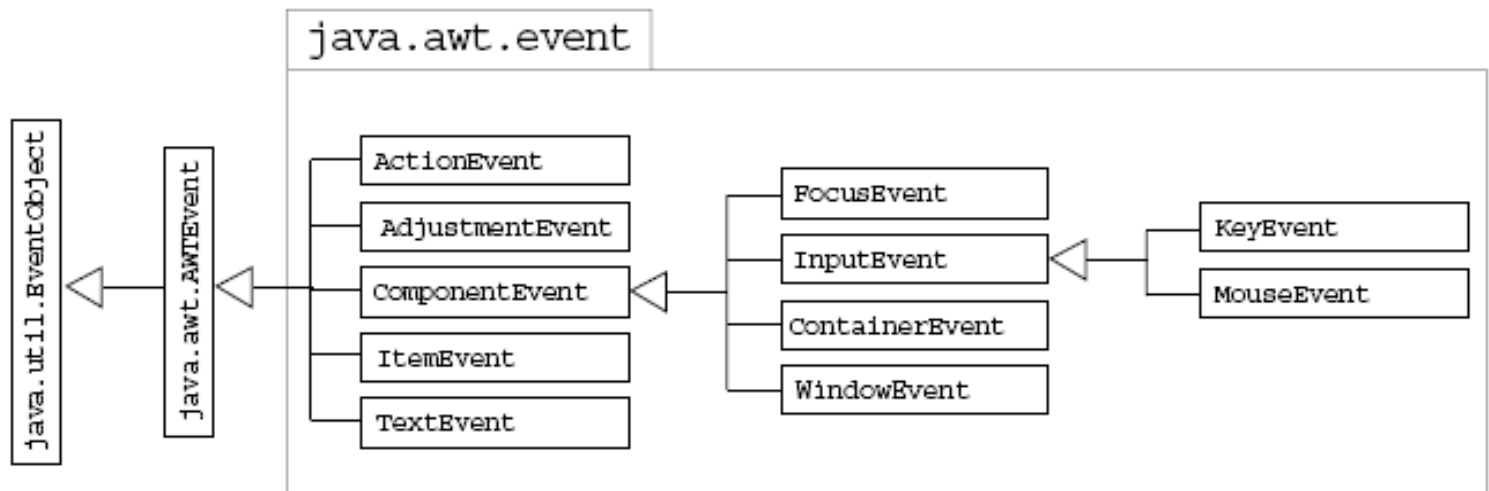 java.awt.event
java.util.EventObject
java.awt.AWTEvent
ActionEvent
AdjustmentEvent
ComponentEvent
ItemEvent
TextEvent
FocusEvent
InputEvent
ContainerEvent
WindowEvent
KeyEvent
MouseEvent